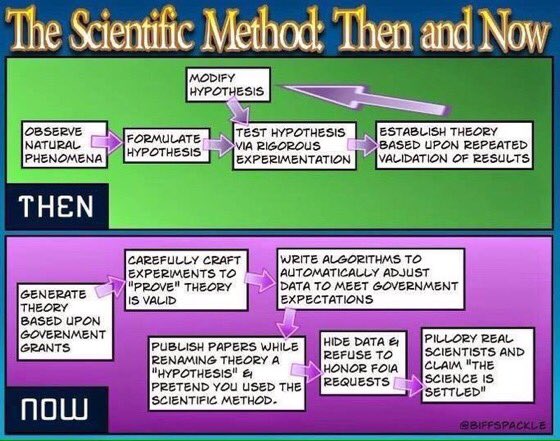 The Scientific Method: Then and Now
MODIFY
HYPOTHESIS
OBSERVE
NATURAL
PHENOMENA
FORMULATE
HYPOTHESIS
TEST HYPOTHESIS
VIA RIGOROUS
EXPERIMENTATION
ESTABLISH THEORY
BASED UPON REPEATED
VALIDATION OF RESULTS
THEN
GENERATE
THEORY
BASED UPON
GOVERNMENT
GRANTS
CAREFULLY CRAFT
EXPERIMENTS TO
"PROVE" THEORY
IS VALID
WRITE ALGORITHMS TO
AUTOMATICALLY ADJUST
DATA TO MEET GOVERNMENT
EXPECTATIONS
PUBLISH PAPERS WHILE
RENAMING THEORY A
"HYPOTHESIS" &
PRETEND YOU USED THE
SCIENTIFIC METHOD.
HIDE DATA &
REFUSE TO
HONOR FOIA
REQUESTS
PILLORY REAL
SCIENTISTS AND
CLAIM "THE
SCIENCE IS
SETTLED"
NOW
@BIFFSPACKLE